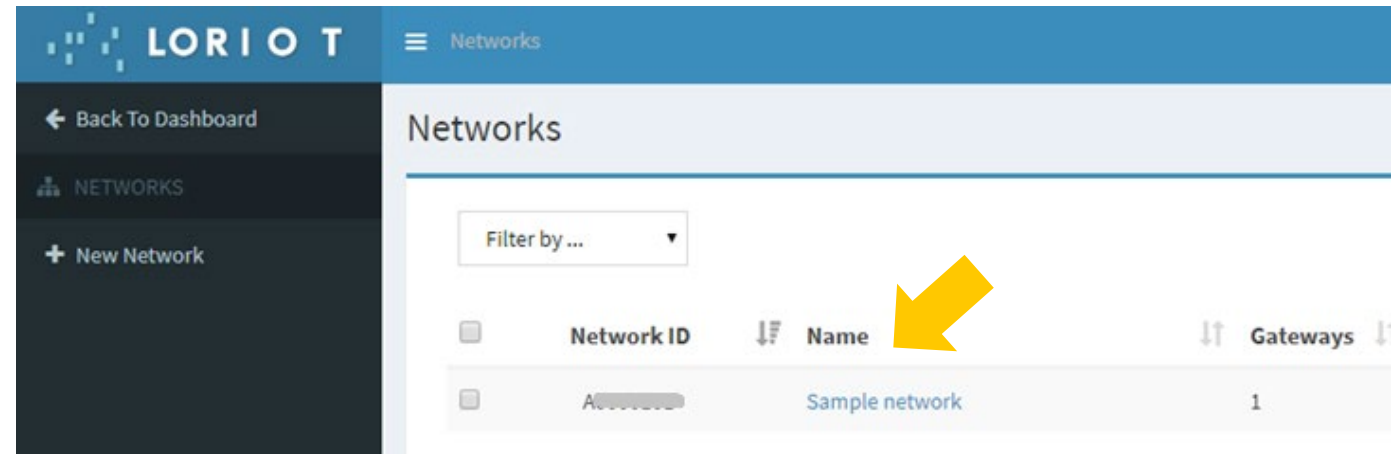 LORIOT
Networks
Back To Dashboard
Networks
NETWORKS
New Network
Filter by ...
Network ID Name Gateways
Sample network 1